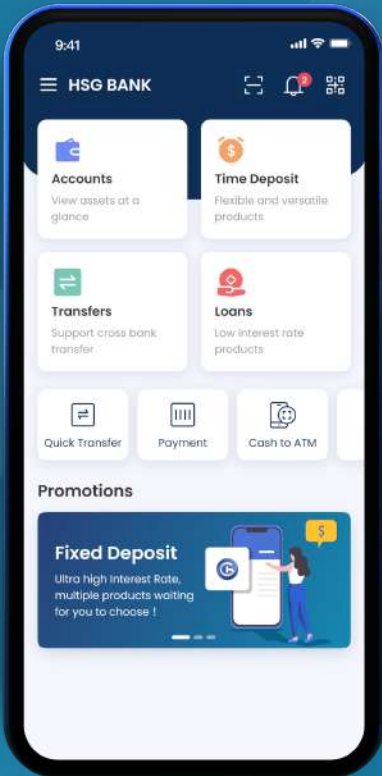 9:41
HSG BANK
2
Accounts
View assets at a
glance
Time Deposit
Flexible and versatile
products
Transfers
Support cross bank
transfer
Loans
Low interest rate
products
Quick Transfer
Payment
Cash to ATM
Promotions
Fixed Deposit
Ultra high Interest Rate,
multiple products waiting
for you to choose !
$